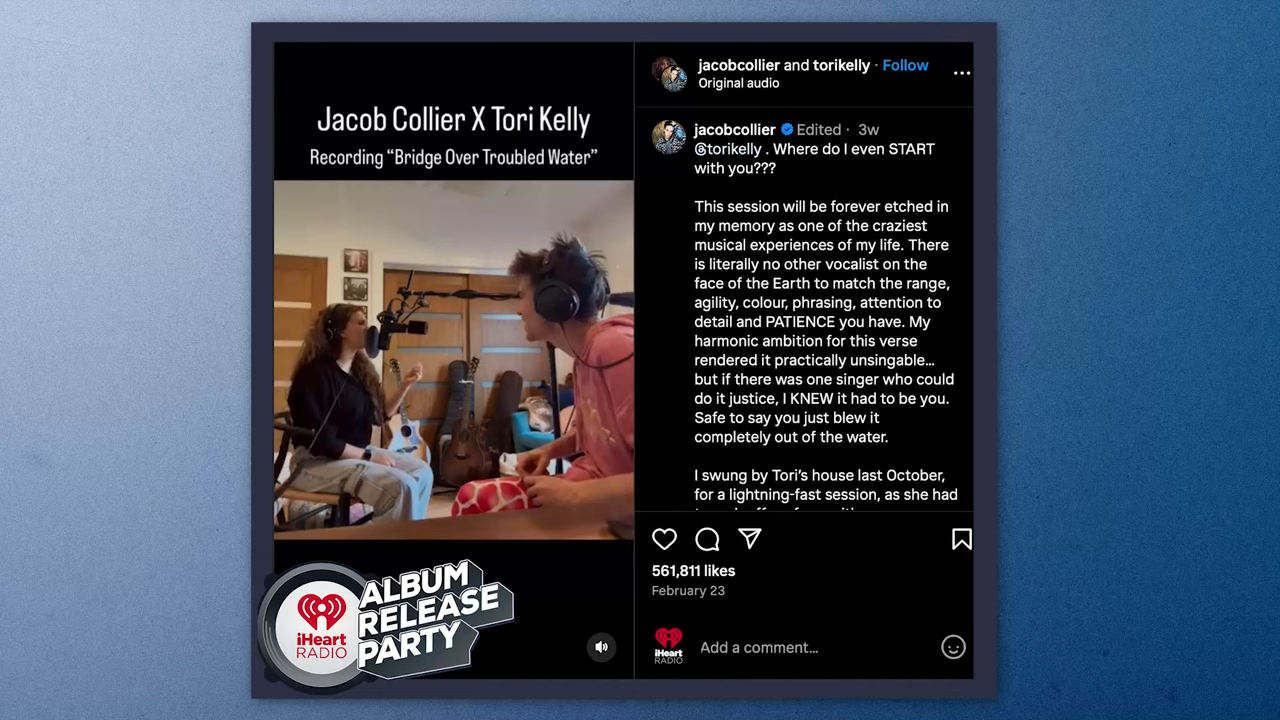 Jacob Collier X Tori Kelly
Recording “Bridge Over Troubled Water”
jacobcollier and torikelly · Follow
Original audio
jacobcollier Edited · 3w
@torikelly . Where do I even START
with you???
This session will be forever etched in
my memory as one of the craziest
musical experiences of my life. There
is literally no other vocalist on the
face of the Earth to match the range,
agility, colour, phrasing, attention to
detail and PATIENCE you have. My
harmonic ambition for this verse
rendered it practically unsingable…
but if there was one singer who could
do it justice, I KNEW it had to be you.
Safe to say you just blew it
completely out of the water.
I swung by Tori’s house last October,
for a lightning-fast session, as she had
561,811 likes
February 23
iHeart
RADIO
Add a comment...
iHeart
RADIO
ALBUM
RELEASE
PARTY